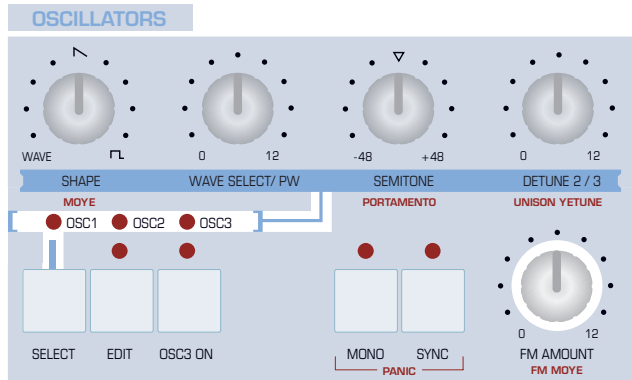 OSCILLATORS
WAVE
0 12
-48 +48
0 12
SHAPE WAVE SELECT/ PW SEMITONE DETUNE 2 / 3
MOYE PORTAMENTO UNISON YETUNE
OSC1 OSC2 OSC3
0 12
SELECT EDIT OSC3 ON MONO SYNC FM AMOUNT
PANIC FM MOYE